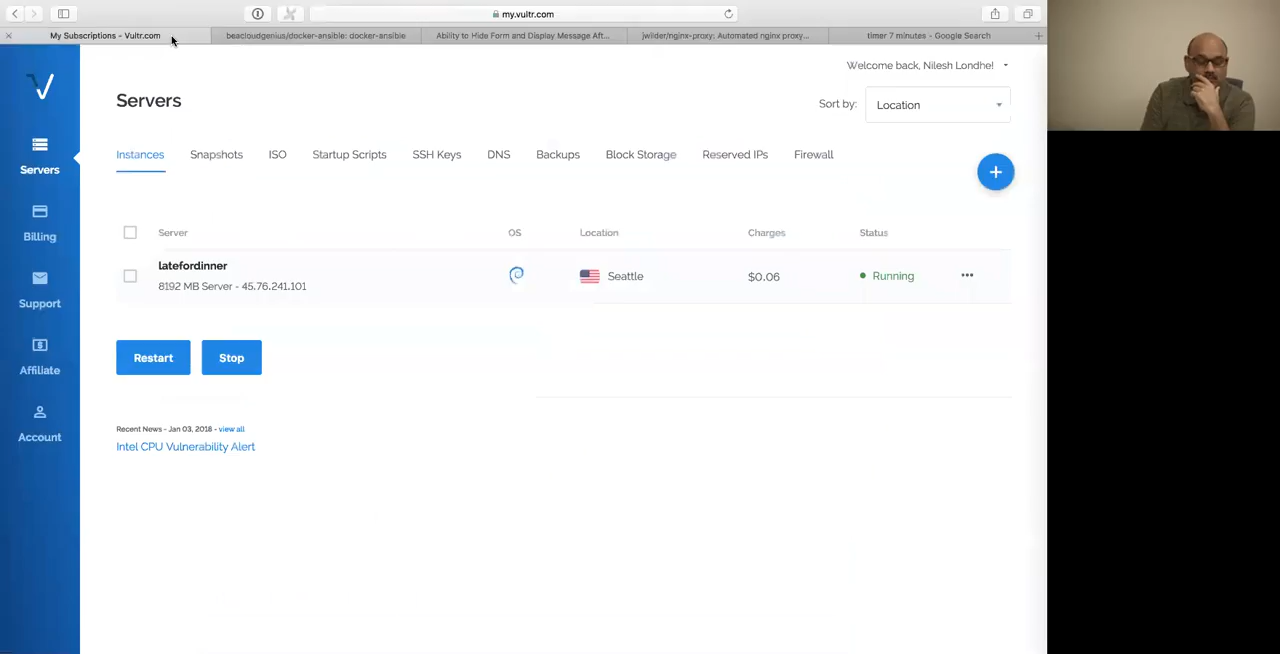 my.vultr.com
My Subscriptions - Vultr.com
beacloudgenius/docker-ansible: docker-ansible
Ability to Hide Form and Display Message Aft...
jwilder/nginx-proxy: Automated nginx proxy...
timer 7 minutes - Google Search
Welcome back, Nilesh Londhe!
Servers
Sort by:
Location
Instances
Snapshots
ISO
Startup Scripts
SSH Keys
DNS
Backups
Block Storage
Reserved IPs
Firewall
Servers
Billing
Support
Affiliate
Account
Server
OS
Location
Charges
Status
latefordinner
8192 MB Server - 45.76.241.101
Seattle
$0.06
Running
Restart
Stop
Recent News - Jan 03, 2018 - view all
Intel CPU Vulnerability Alert